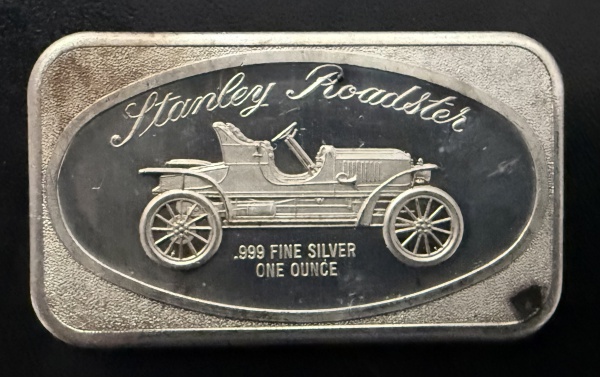 Stanley Roadster
.999 FINE SILVER
ONE OUNCE